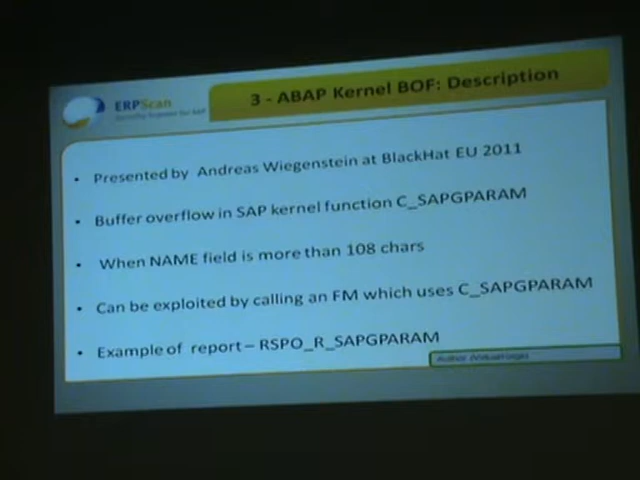 ERPScan
3 - ABAP Kernel BOF: Description
• Presented by Andreas Wiegenstein at BlackHat EU 2011
• Buffer overflow in SAP kernel function C_SAPGPARAM
• When NAME field is more than 108 chars
• Can be exploited by calling an FM which uses C_SAPGPARAM
• Example of report – RSPO_R_SAPGPARAM
Author